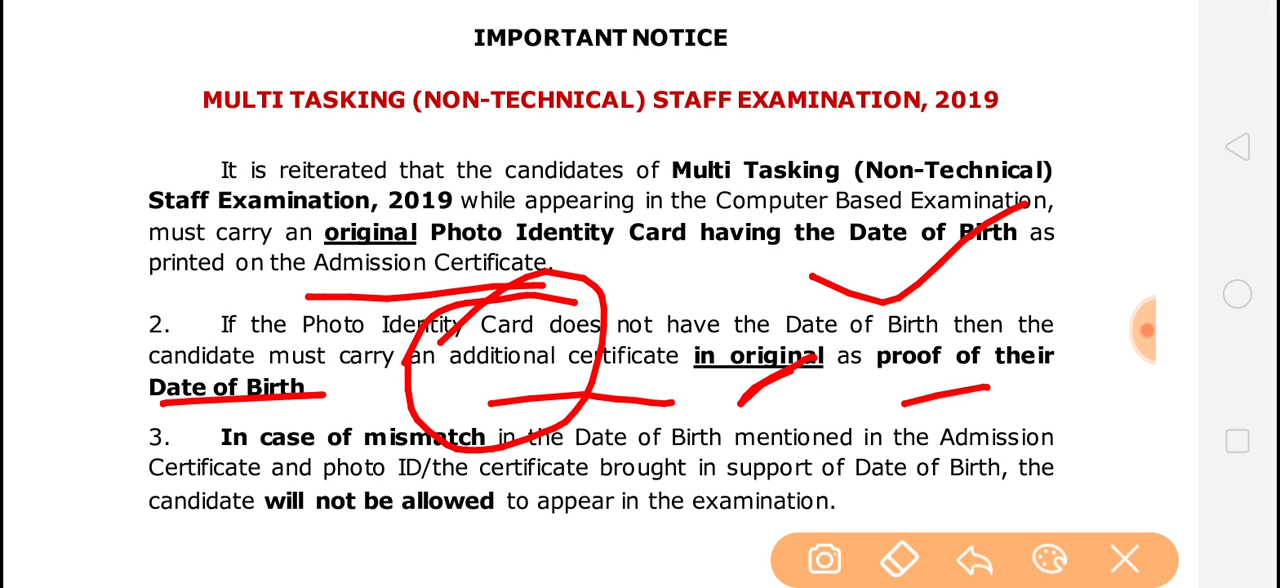 IMPORTANT NOTICE
MULTI TASKING (NON-TECHNICAL) STAFF EXAMINATION, 2019
It is reiterated that the candidates of Multi Tasking (Non-Technical)
Staff Examination, 2019 while appearing in the Computer Based Examination,
must carry an original Photo Identity Card having the Date of Birth as
printed on the Admission Certificate.
2. If the Photo Identity Card does not have the Date of Birth then the
candidate must carry an additional certificate in original as proof of their
Date of Birth
3. In case of mismatch in the Date of Birth mentioned in the Admission
Certificate and photo ID/the certificate brought in support of Date of Birth, the
candidate will not be allowed to appear in the examination.